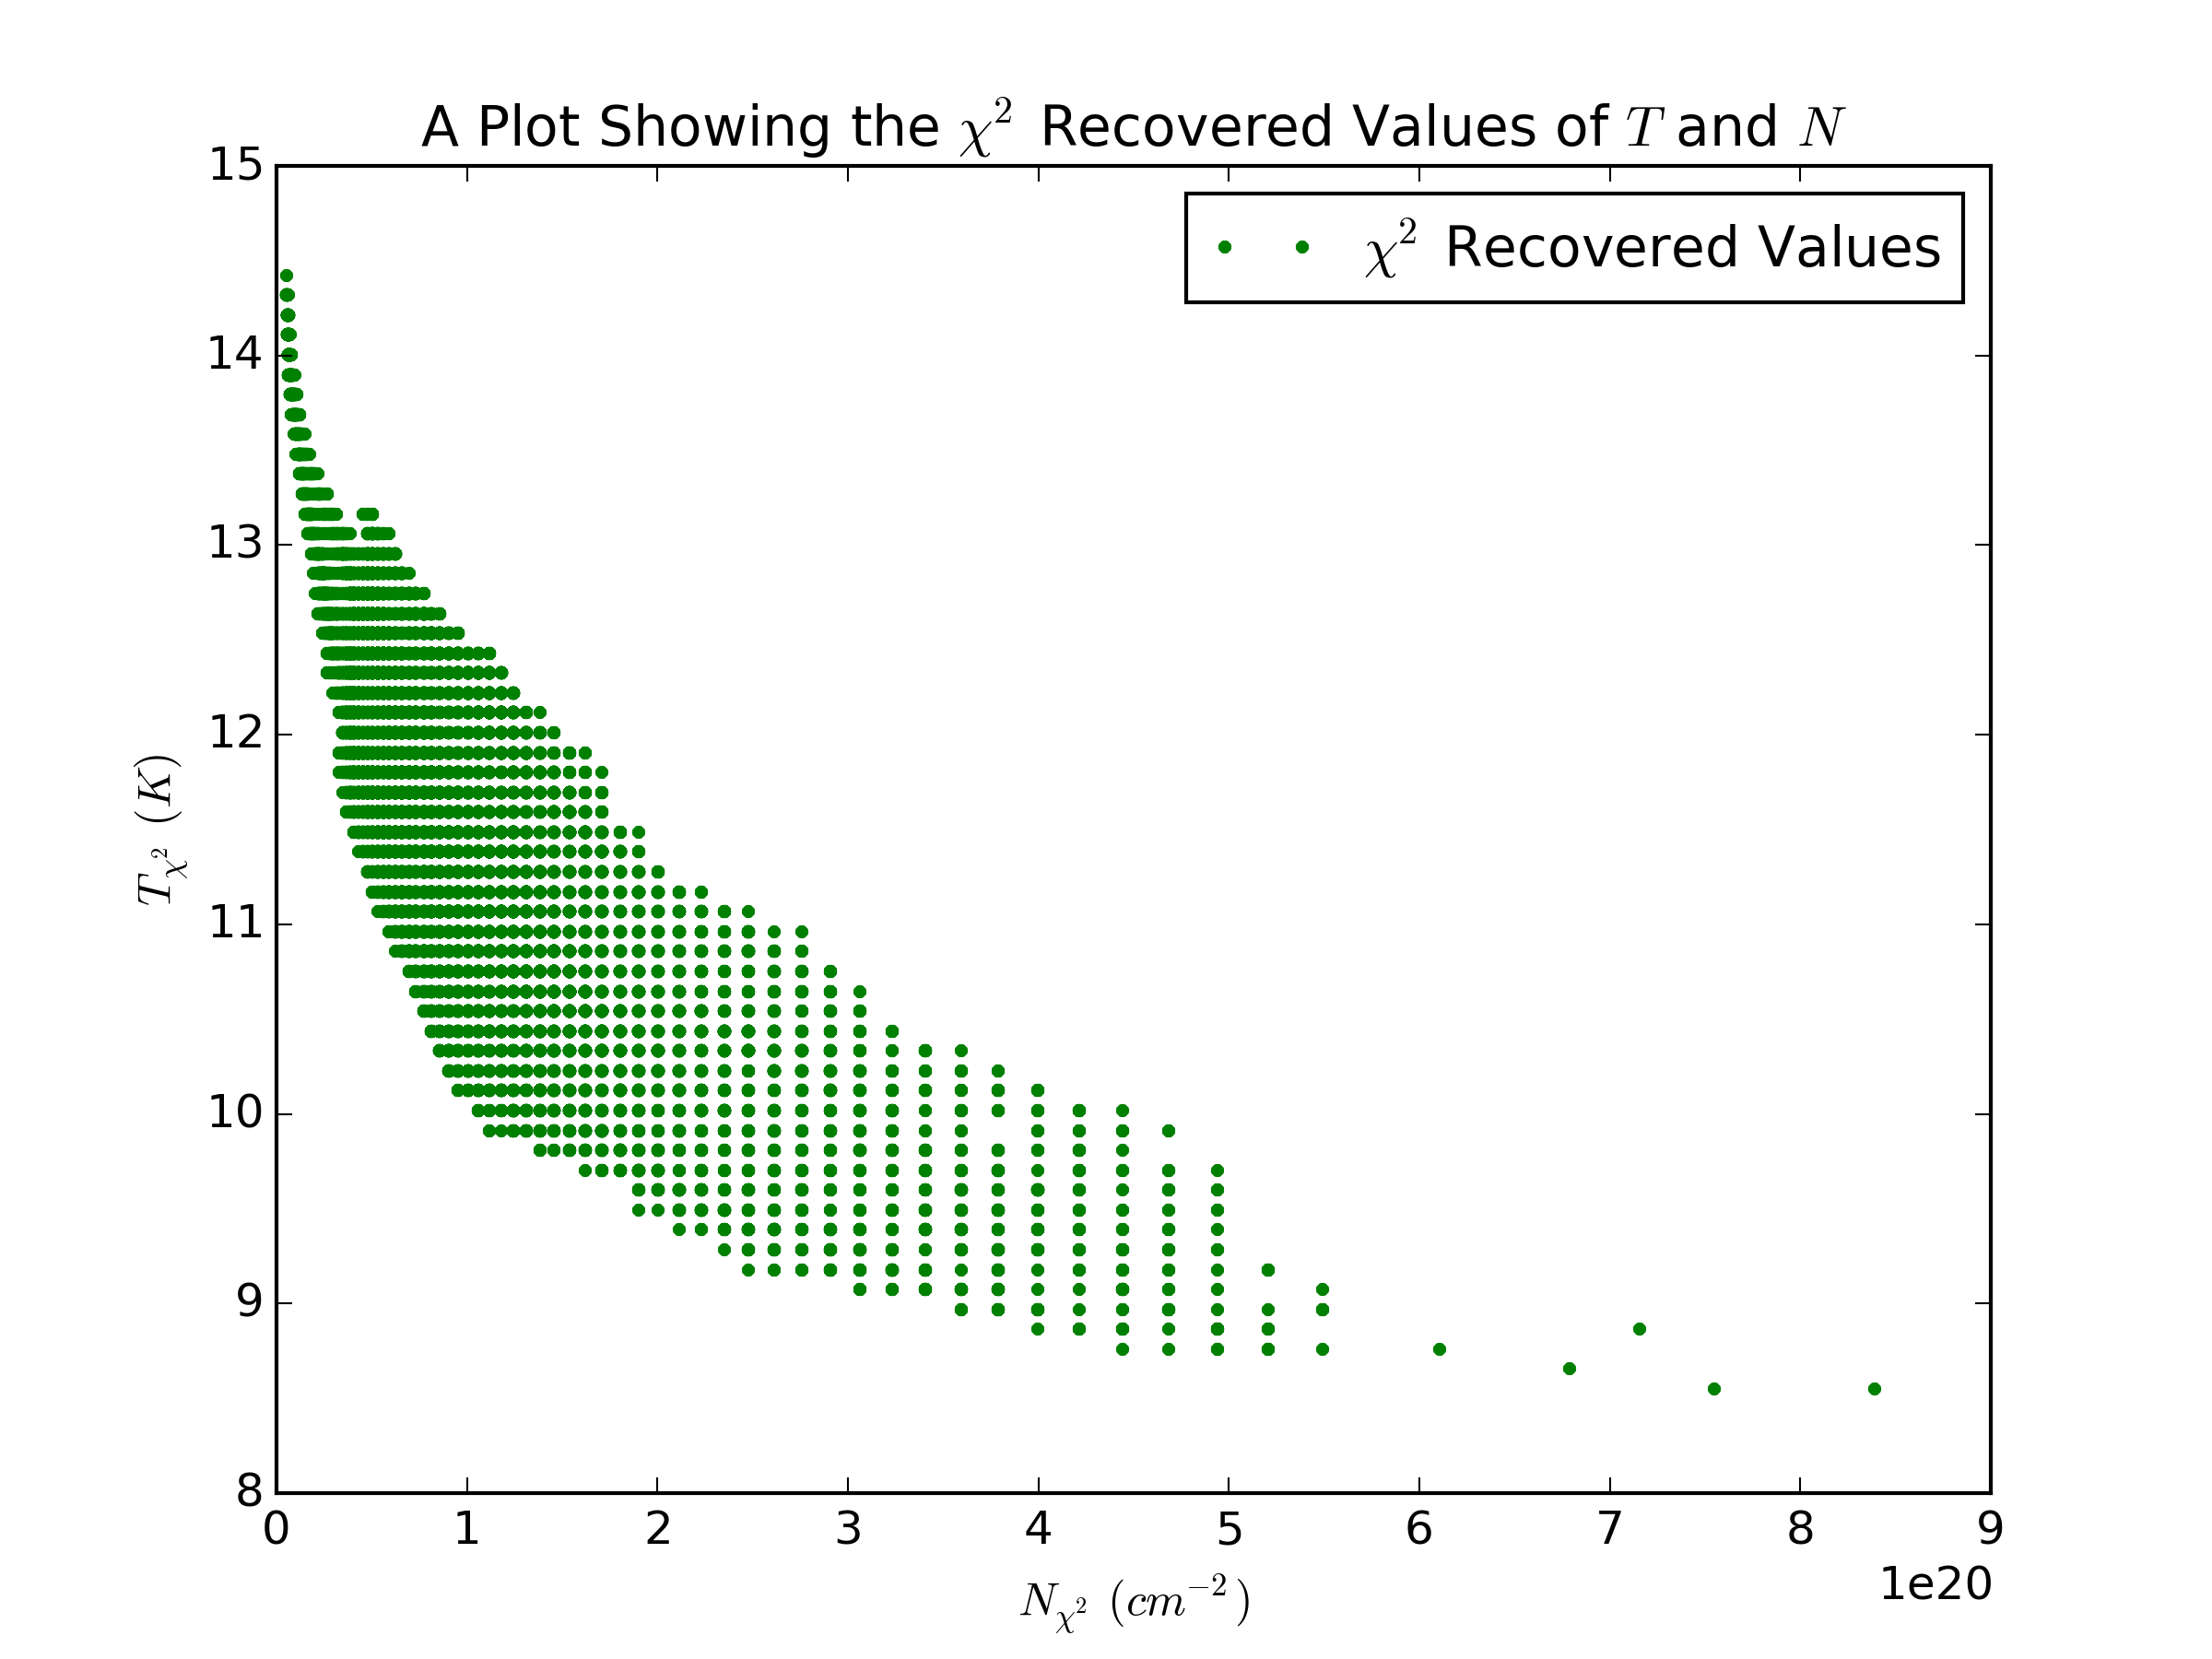 A Plot Showing the χ² Recovered Values of T and N
χ² Recovered Values
15
14
13
12
11
10
9
8
T_χ² (K)
0 1 2 3 4 5 6 7 8 9
1e20
N_χ² (cm⁻²)